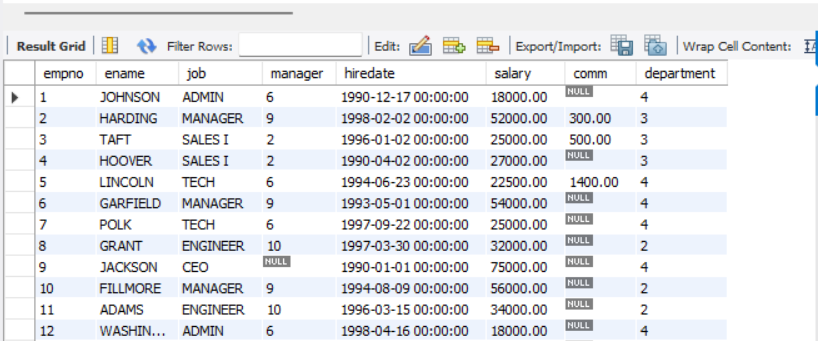 Result Grid Filter Rows: Edit: Export/Import: Wrap Cell Content:
empno ename job manager hiredate salary comm department
1 JOHNSON ADMIN 6 1990-12-17 00:00:00 18000.00 NULL 4
2 HARDING MANAGER 9 1998-02-02 00:00:00 52000.00 300.00 3
3 TAFT SALES I 2 1996-01-02 00:00:00 25000.00 500.00 3
4 HOOVER SALES I 2 1990-04-02 00:00:00 27000.00 NULL 3
5 LINCOLN TECH 6 1994-06-23 00:00:00 22500.00 1400.00 4
6 GARFIELD MANAGER 9 1993-05-01 00:00:00 54000.00 NULL 4
7 POLK TECH 6 1997-09-22 00:00:00 25000.00 NULL 4
8 GRANT ENGINEER 10 1997-03-30 00:00:00 32000.00 NULL 2
9 JACKSON CEO NULL 1990-01-01 00:00:00 75000.00 NULL 4
10 FILLMORE MANAGER 9 1994-08-09 00:00:00 56000.00 NULL 2
11 ADAMS ENGINEER 10 1996-03-15 00:00:00 34000.00 NULL 2
12 WASHIN... ADMIN 6 1998-04-16 00:00:00 18000.00 NULL 4